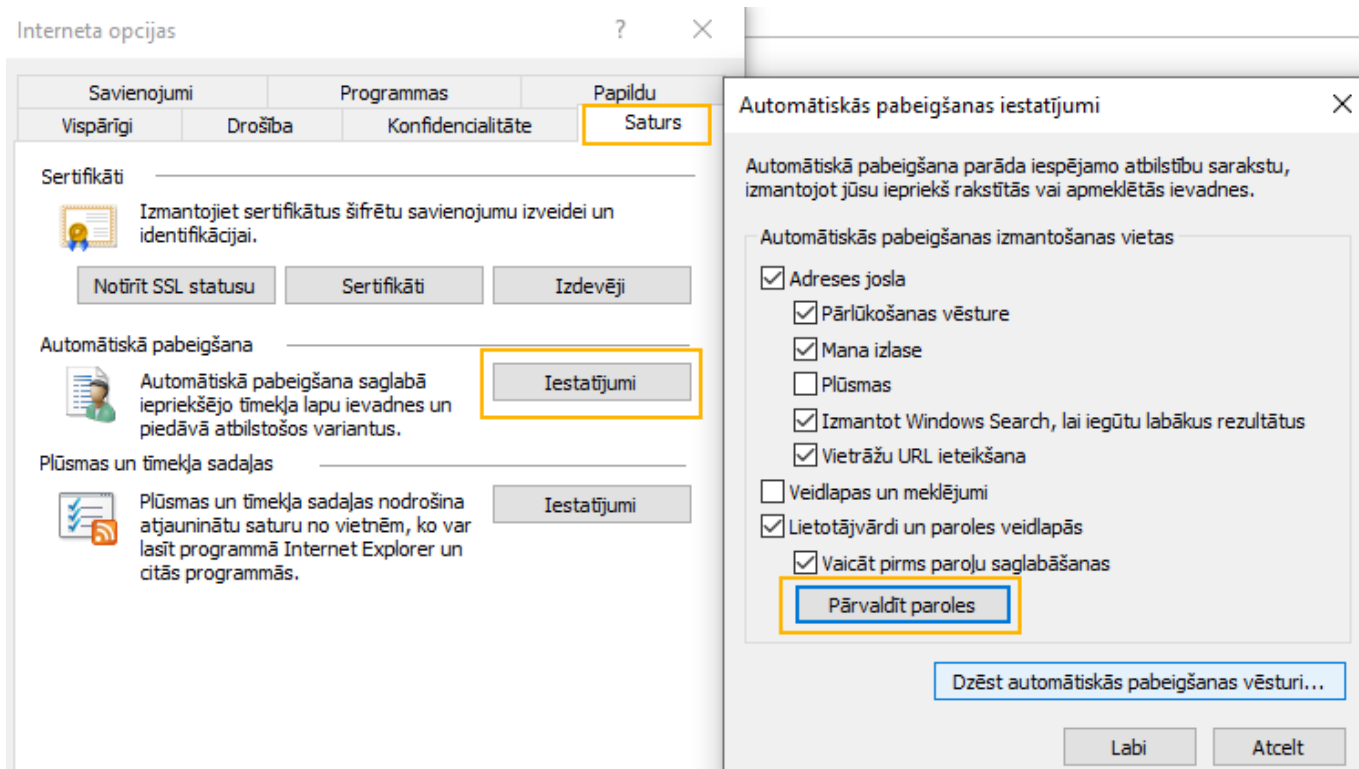 Interneta opcijas
Savienojumi Programmas Papildu
Vispārīgi Drošība Konfidencialitāte Saturs
Sertifikāti
Izmantojiet sertifikātus šifrētu savienojumu izveidei un
identifikācijai.
Notīrīt SSL statusu Sertifikāti Izdevēji
Automātiskā pabeigšana
Automātiskā pabeigšana saglabā
iepriekšējo tīmekļa lapu ievadnes un
piedāvā atbilstošos variantus.
Iestatījumi
Plūsmas un tīmekļa sadaļas
Plūsmas un tīmekļa sadaļas nodrošina
atjauninātu saturu no vietnēm, ko var
lasīt programmā Internet Explorer un
citās programmās.
Iestatījumi
Automātiskās pabeigšanas iestatījumi
Automātiskā pabeigšana parāda iespējamo atbilstību sarakstu,
izmantojot jūsu iepriekš rakstītās vai apmeklētās ievadnes.
Automātiskās pabeigšanas izmantošanas vietas
Adreses josla
Pārlūkošanas vēsture
Mana izlase
Plūsmas
Izmantot Windows Search, lai iegūtu labākus rezultātus
Vietrāžu URL ieteikšana
Veidlapas un meklējumi
Lietotājvārdi un paroles veidlapās
Vaicāt pirms paroļu saglabāšanas
Pārvaldīt paroles
Dzēst automātiskās pabeigšanas vēsturi...
Labi Atcelt